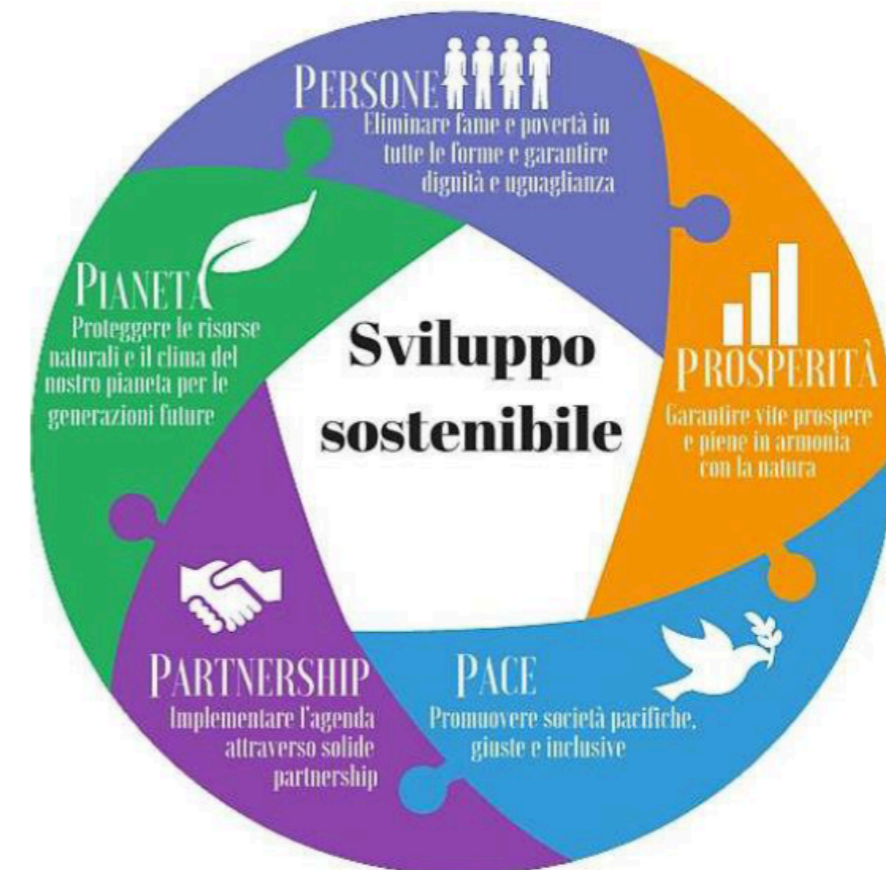 PERSONE
Eliminare fame e povertà in
tutte le forme e garantire
dignità e uguaglianza
PROSPERITÀ
Garantire vite prospere
e piene in armonia
con la natura
PACE
Promuovere società pacifiche,
giuste e inclusive
PARTNERSHIP
Implementare l'agenda
attraverso solide
partnership
PIANETA
Proteggere le risorse
naturali e il clima del
nostro pianeta per le
generazioni future
Sviluppo
sostenibile